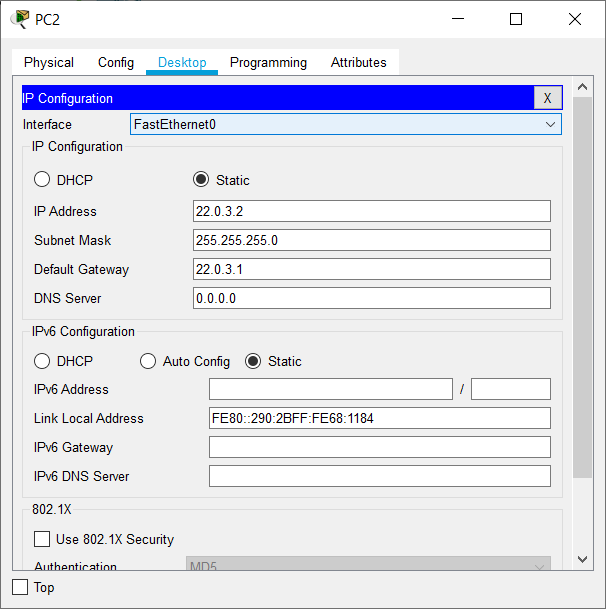 PC2
Physical Config Desktop Programming Attributes
IP Configuration X
Interface FastEthernet0
IP Configuration
DHCP Static
IP Address 22.0.3.2
Subnet Mask 255.255.255.0
Default Gateway 22.0.3.1
DNS Server 0.0.0.0
IPv6 Configuration
DHCP Auto Config Static
IPv6 Address /
Link Local Address FE80::290:2BFF:FE68:1184
IPv6 Gateway
IPv6 DNS Server
802.1X
Use 802.1X Security
Authentication MD5
Top